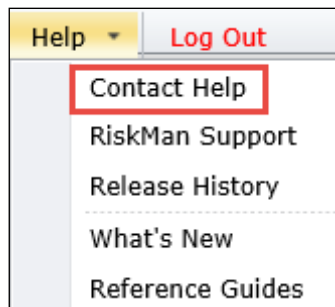 Help Log Out
Contact Help
RiskMan Support
Release History
What's New
Reference Guides